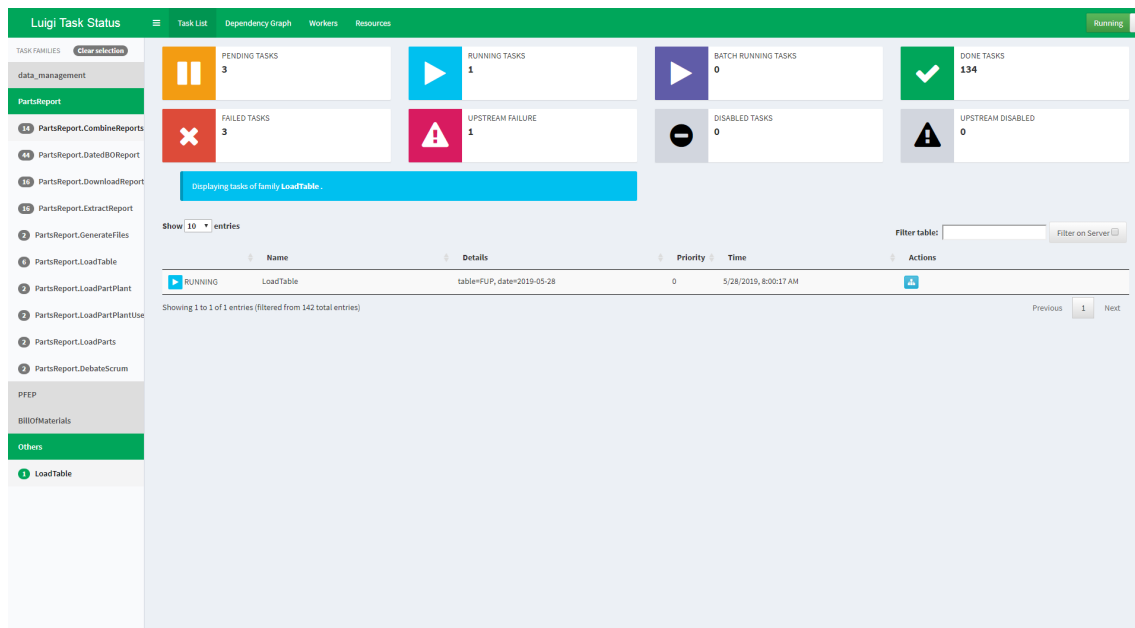 Luigi Task Status
Task List Dependency Graph Workers Resources Running
TASK FAMILIES Clear selection
data_management
PartsReport
14 PartsReport.CombineReports
44 PartsReport.DatedBOReport
16 PartsReport.DownloadReport
16 PartsReport.ExtractReport
2 PartsReport.GenerateFiles
6 PartsReport.LoadTable
2 PartsReport.LoadPartPlant
2 PartsReport.LoadPartPlantUse
2 PartsReport.LoadParts
2 PartsReport.DebateScrum
PFEP
BillOfMaterials
Others
1 LoadTable
PENDING TASKS
3
RUNNING TASKS
1
BATCH RUNNING TASKS
0
DONE TASKS
134
FAILED TASKS
3
UPSTREAM FAILURE
1
DISABLED TASKS
0
UPSTREAM DISABLED
0
Displaying tasks of family LoadTable .
Show 10 entries
Filter table: Filter on Server
Name Details Priority Time Actions
RUNNING LoadTable table=FUP, date=2019-05-28 0 5/28/2019, 8:00:17 AM
Showing 1 to 1 of 1 entries (filtered from 142 total entries)
Previous 1 Next